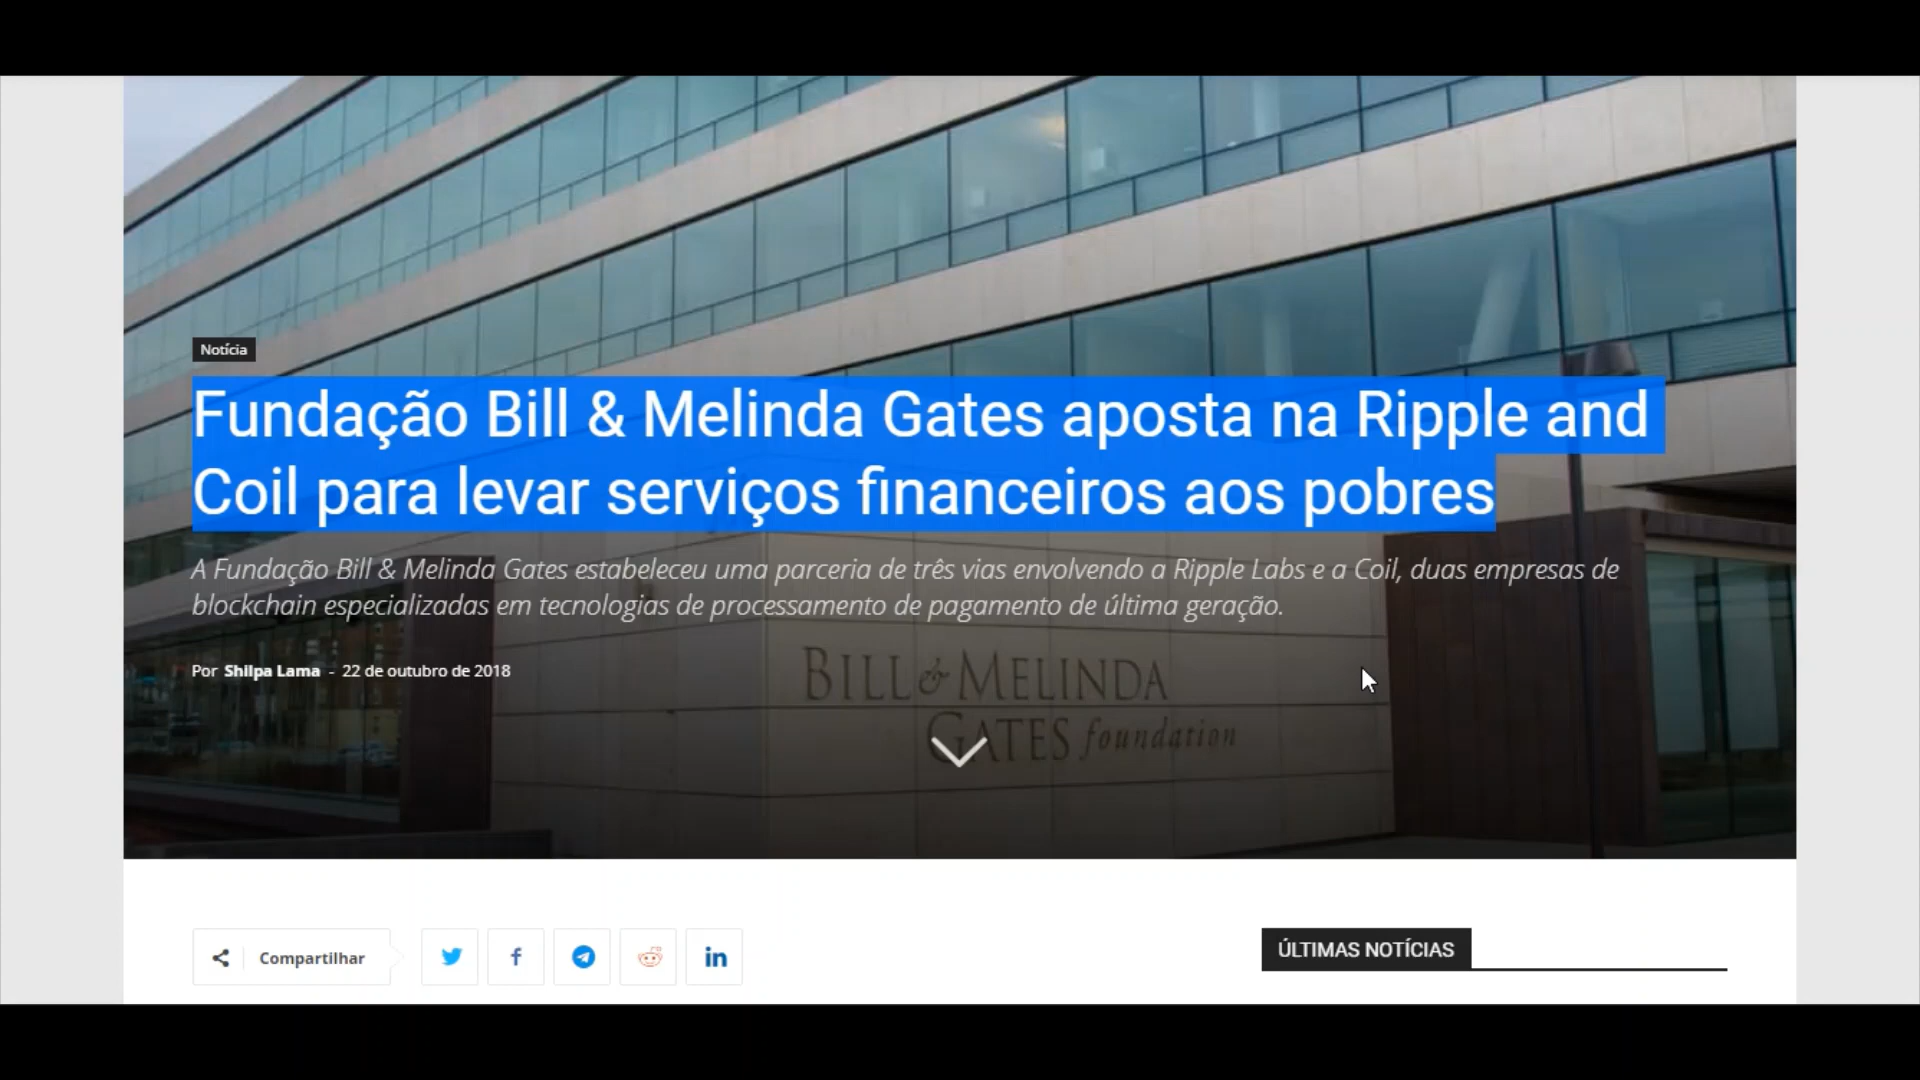 Notícia
Fundação Bill & Melinda Gates aposta na Ripple and
Coil para levar serviços financeiros aos pobres
A Fundação Bill & Melinda Gates estabeleceu uma parceria de três vias envolvendo a Ripple Labs e a Coil, duas empresas de
blockchain especializadas em tecnologias de processamento de pagamento de última geração.
Por Shilpa Lama - 22 de outubro de 2018
BILL & MELINDA
GATES foundation
Compartilhar
ÚLTIMAS NOTÍCIAS